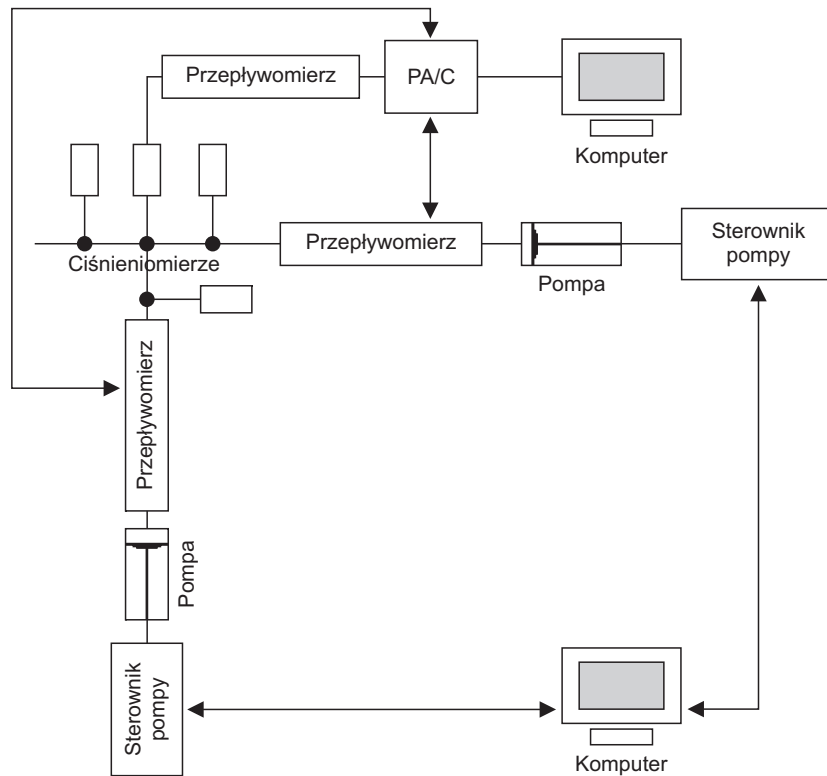 Przepływomierz
PA/C
Komputer
Ciśnieniomierze
Przepływomierz
Pompa
Sterownik
pompy
Przepływomierz
Pompa
Sterownik
pompy
Komputer